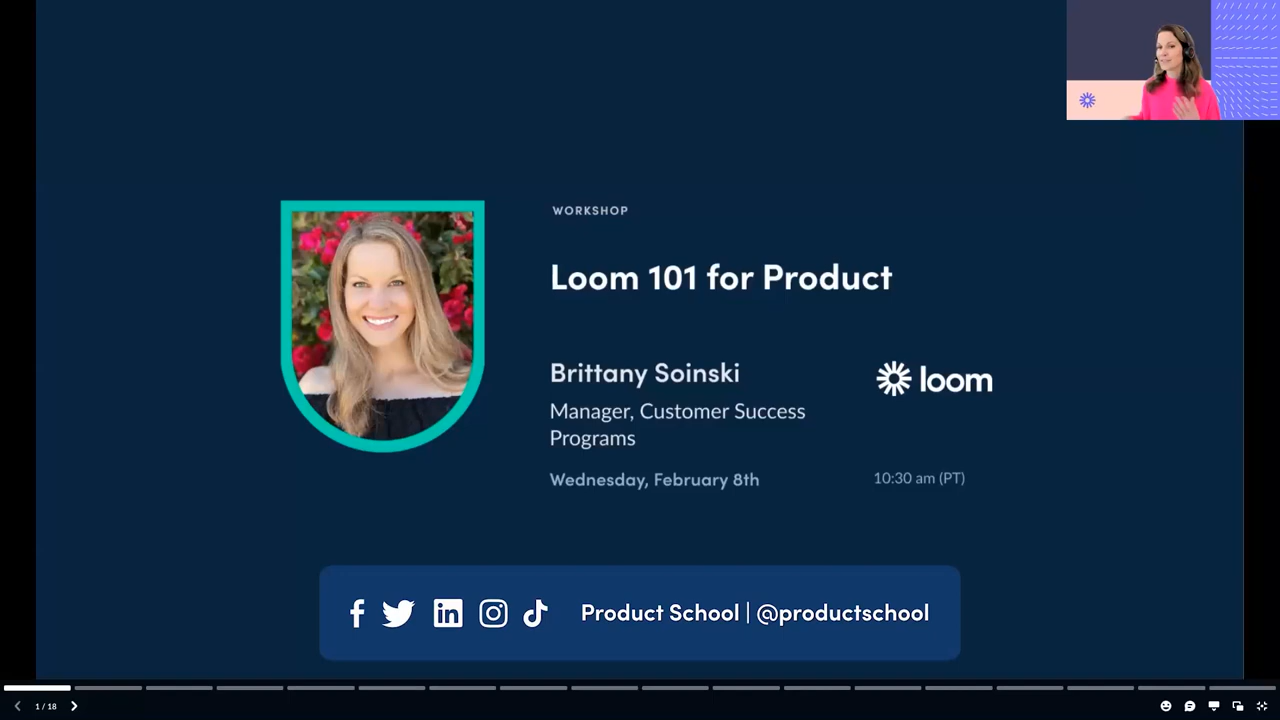 WORKSHOP
Loom 101 for Product
Brittany Soinski
loom
Manager, Customer Success
Programs
Wednesday, February 8th
10:30 am (PT)
Product School | @productschool
1 / 18